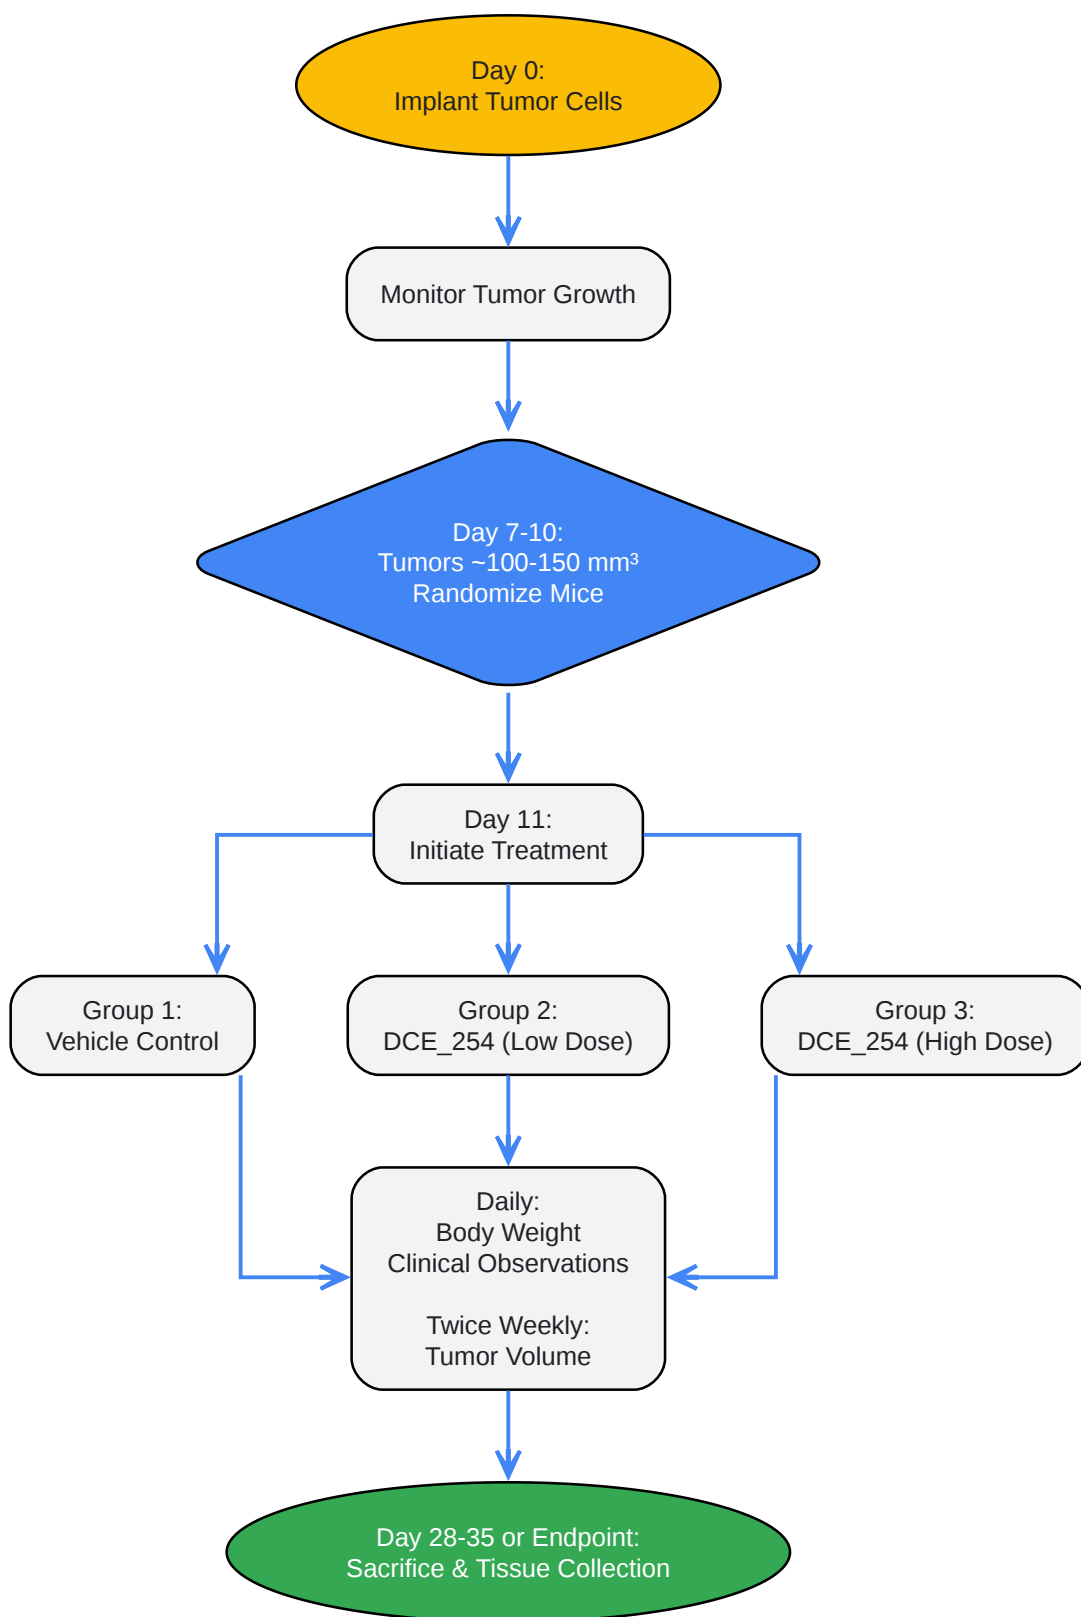 Day 0:
Implant Tumor Cells
Monitor Tumor Growth
Day 7-10:
Tumors ~100-150 mm³
Randomize Mice
Day 11:
Initiate Treatment
Group 1:
Vehicle Control
Group 2:
DCE_254 (Low Dose)
Group 3:
DCE_254 (High Dose)
Daily:
Body Weight
Clinical Observations
Twice Weekly:
Tumor Volume
Day 28-35 or Endpoint:
Sacrifice & Tissue Collection